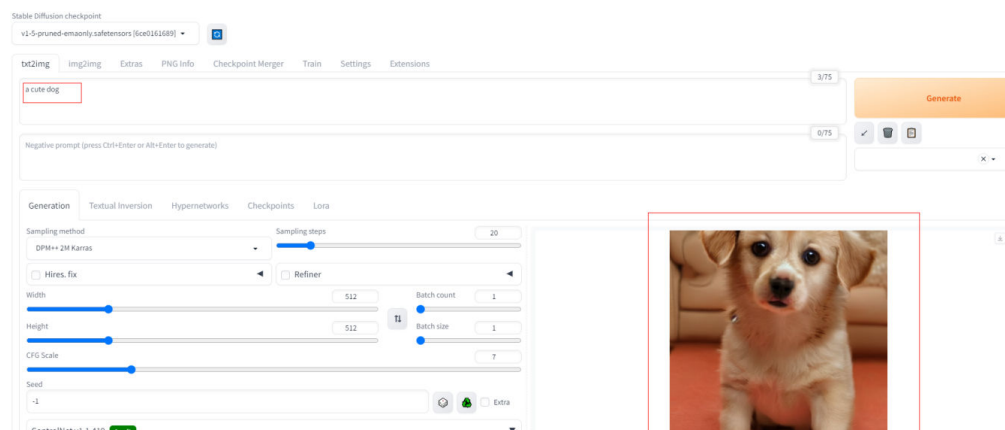 Stable Diffusion checkpoint
v1-5-pruned-emaonly.safetensors [6ce0161689]
txt2img img2img Extras PNG Info Checkpoint Merger Train Settings Extensions
3/75
a cute dog
Generate
0/75
Negative prompt (press Ctrl+Enter or Alt+Enter to generate)
Generation Textual Inversion Hypernetworks Checkpoints Lora
Sampling method Sampling steps 20
DPM++ 2M Karras
Hires. fix Refiner
Width 512 Batch count 1
Height 512 Batch size 1
CFG Scale 7
Seed
-1 Extra